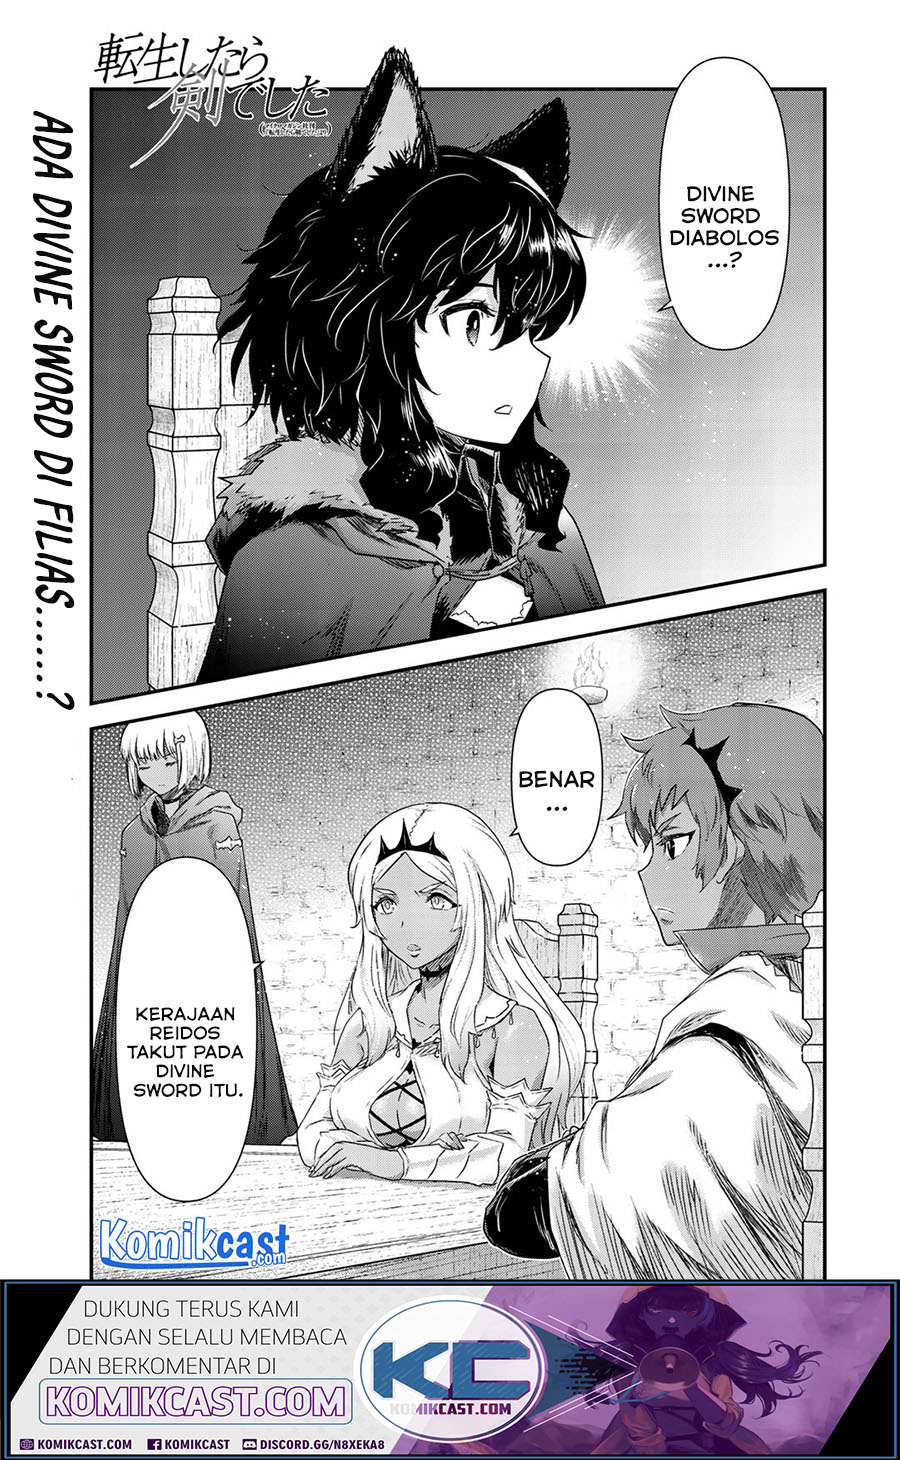 転生したら
剣でした
ADA DIVINE SWORD DI FILIAS......?
DIVINE
SWORD
DIABOLOS
...?
BENAR
...
KERAJAAN
REIDOS
TAKUT PADA
DIVINE
SWORD ITU.
Komikcast
.com
DUKUNG TERUS KAMI
DENGAN SELALU MEMBACA
DAN BERKOMENTAR DI
KOMIKCAST.COM
KC
KOMIKCAST.COM
KOMIKCAST.COM
KOMIKCAST
DISCORD.GG/N8XEKA8